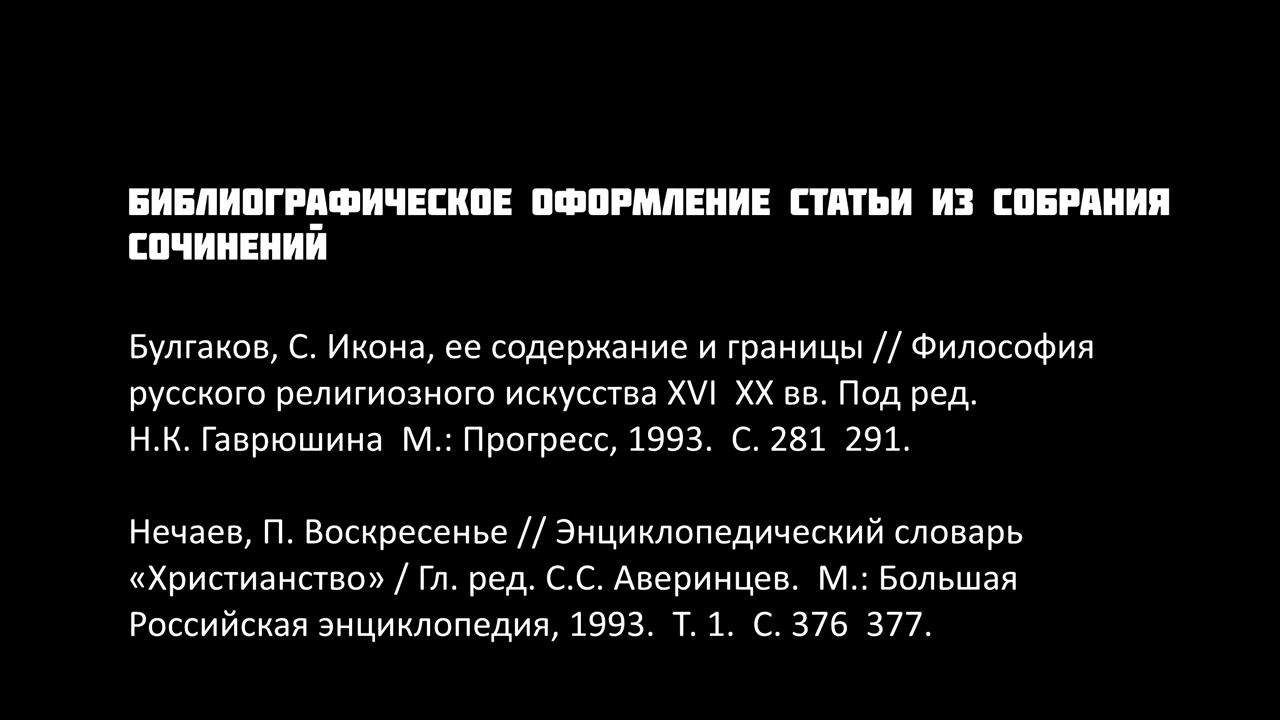 БИБЛИОГРАФИЧЕСКОЕ ОФОРМЛЕНИЕ СТАТЬИ ИЗ СОБРАНИЯ
СОЧИНЕНИЙ
Булгаков, С. Икона, ее содержание и границы // Философия
русского религиозного искусства XVI  XX вв. Под ред.
Н.К. Гаврюшина  М.: Прогресс, 1993.  С. 281  291.
Нечаев, П. Воскресенье // Энциклопедический словарь
«Христианство» / Гл. ред. С.С. Аверинцев.  М.: Большая
Российская энциклопедия, 1993.  Т. 1.  С. 376  377.